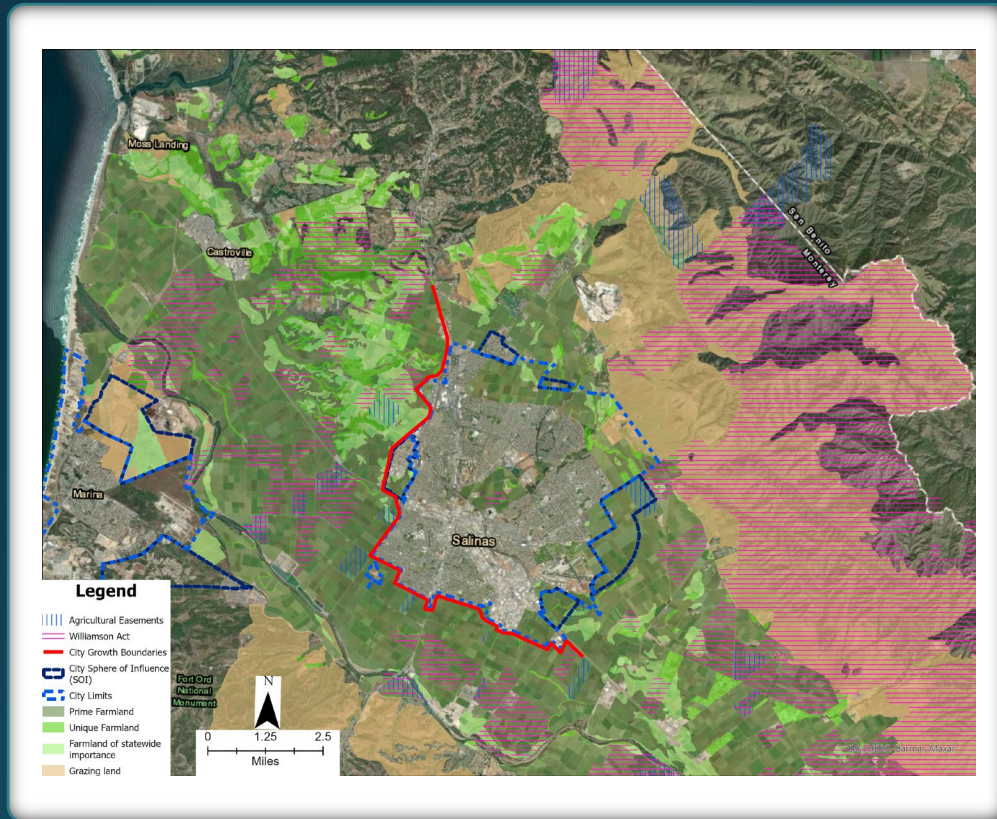 Moss Landing
Castroville
San Benito
Monterey
Marina
Salinas
Fort Ord
National
Monument
Legend
Agricultural Easements
Williamson Act
City Growth Boundaries
City Sphere of Influence
(SOI)
City Limits
Prime Farmland
Unique Farmland
Farmland of statewide
importance
Grazing land
N
0 1.25 2.5
Miles
Garmin, Maxar